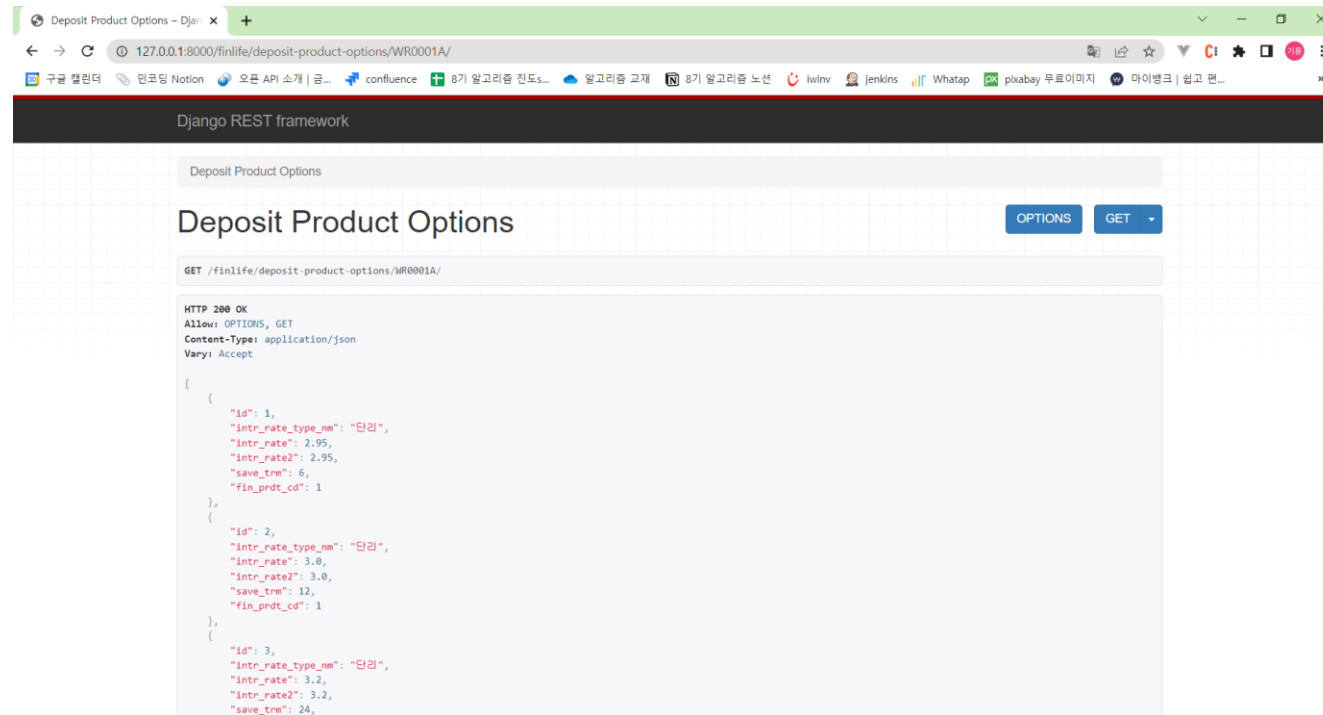 Deposit Product Options – Djan
127.0.0.1:8000/finlife/deposit-product-options/WR0001A/
기튼
30 구글 캘린더 민코딩 Notion 오픈 API 소개 | 금... confluence 8기 알고리즘 진도s... 알고리즘 교재 8기 알고리즘 노션 iwinv Jenkins Whatap PX pixabay 무료이미지 마이뱅크 | 쉽고 편... »
Django REST framework
Deposit Product Options
Deposit Product Options
OPTIONS GET
GET /finlife/deposit-product-options/WR0001A/
HTTP 200 OK
Allow: OPTIONS, GET
Content-Type: application/json
Vary: Accept
[
{
"id": 1,
"intr_rate_type_nm": "단리",
"intr_rate": 2.95,
"intr_rate2": 2.95,
"save_trm": 6,
"fin_prdt_cd": 1
},
{
"id": 2,
"intr_rate_type_nm": "단리",
"intr_rate": 3.0,
"intr_rate2": 3.0,
"save_trm": 12,
"fin_prdt_cd": 1
},
{
"id": 3,
"intr_rate_type_nm": "단리",
"intr_rate": 3.2,
"intr_rate2": 3.2,
"save_trm": 24,